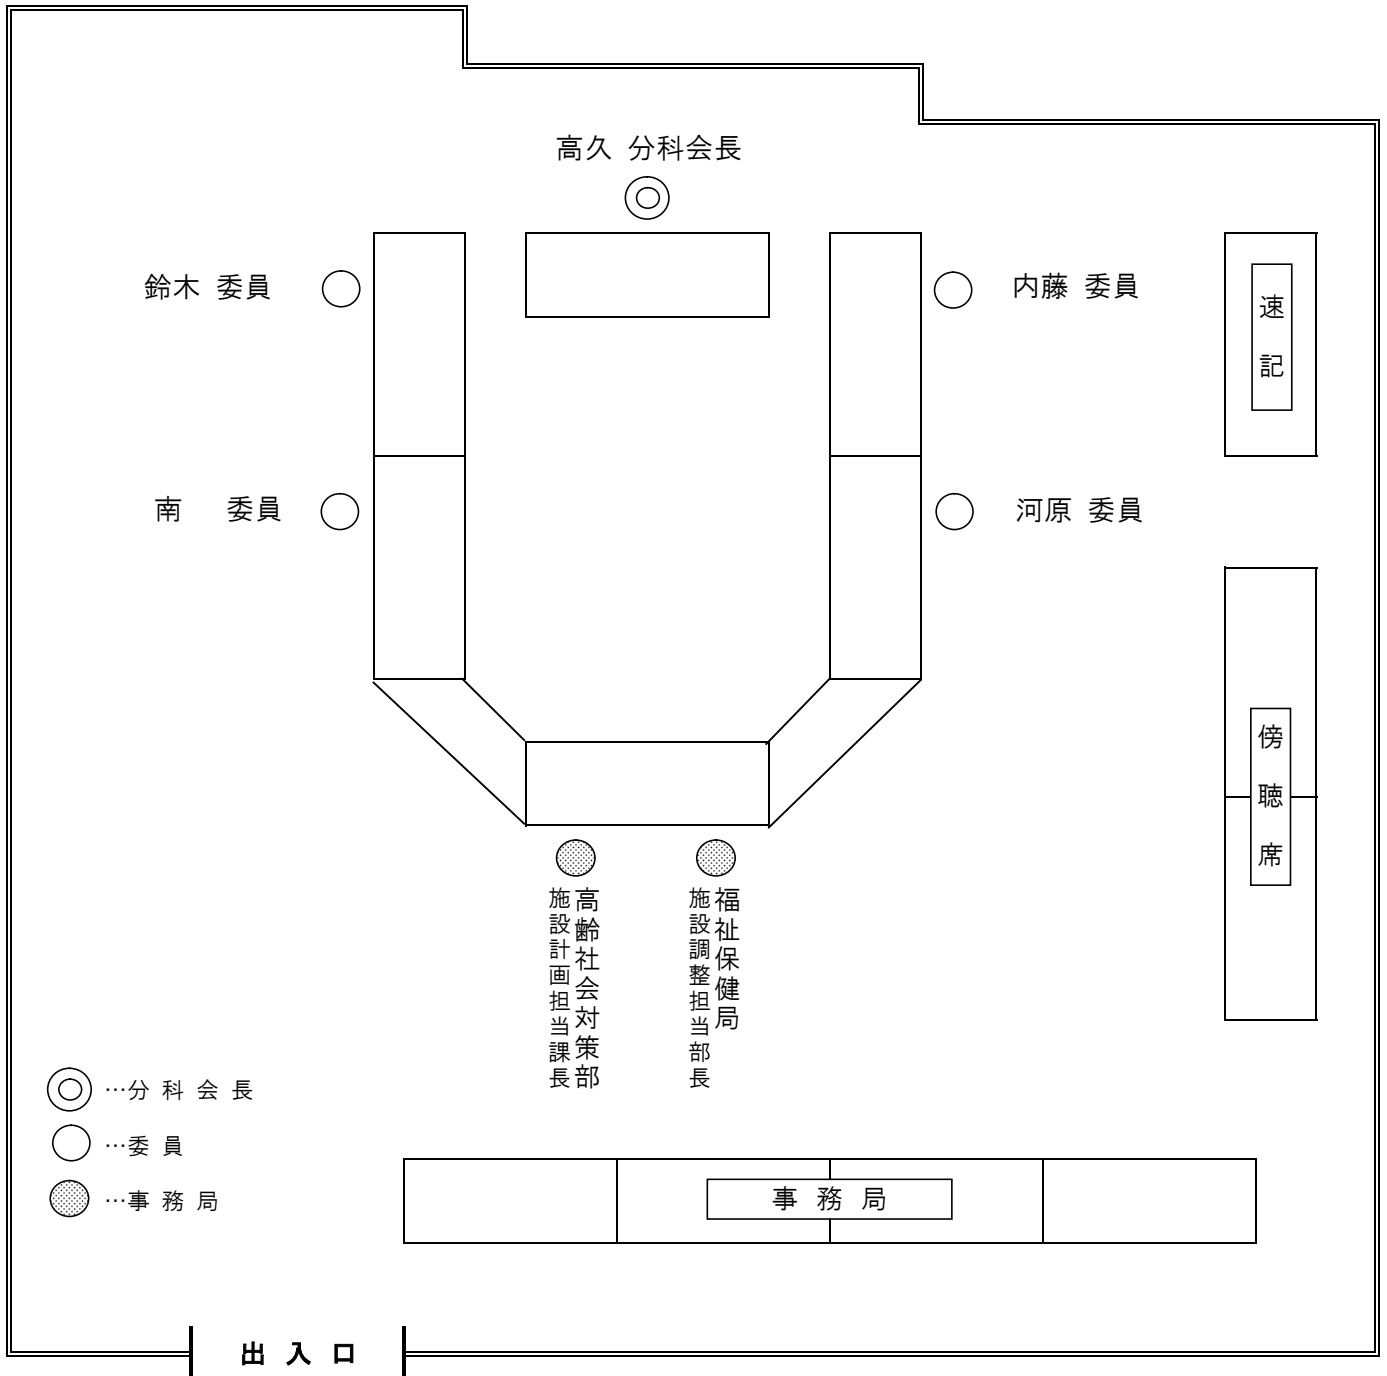 高久 分科会長
鈴木 委員
内藤 委員
速記
南 委員
河原 委員
傍聴席
福祉保健局
施設調整担当部長
高齢社会対策部
施設計画担当課長
…分科会長
…委員
…事務局
事務局
出入口